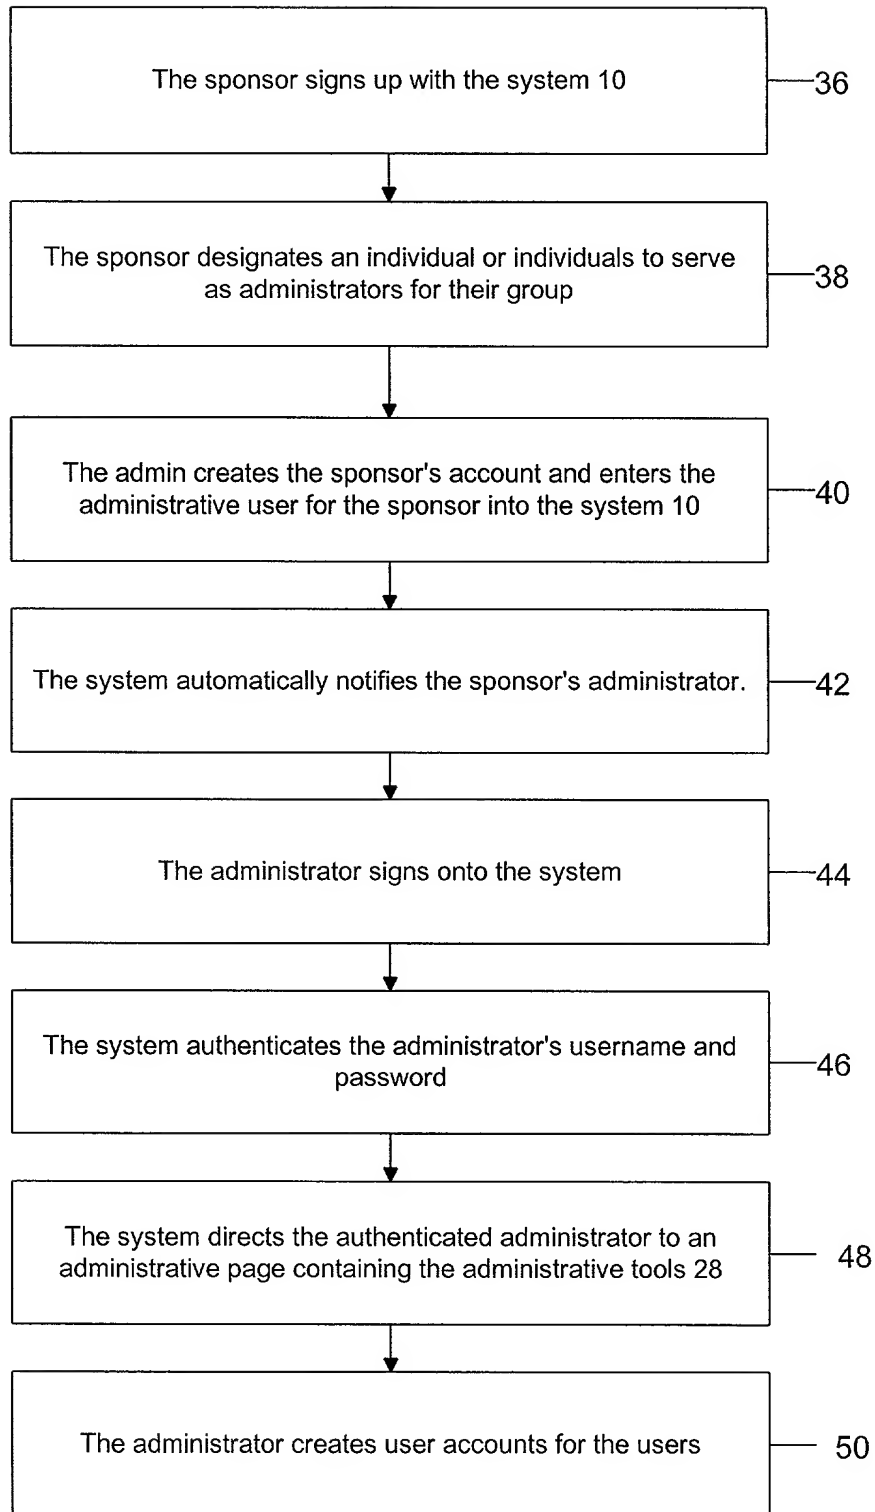 The sponsor signs up with the system 10
36
The sponsor designates an individual or individuals to serve
as administrators for their group
38
The admin creates the sponsor's account and enters the
administrative user for the sponsor into the system 10
40
The system automatically notifies the sponsor's administrator.
42
The administrator signs onto the system
44
The system authenticates the administrator's username and
password
46
The system directs the authenticated administrator to an
administrative page containing the administrative tools 28
48
The administrator creates user accounts for the users
50